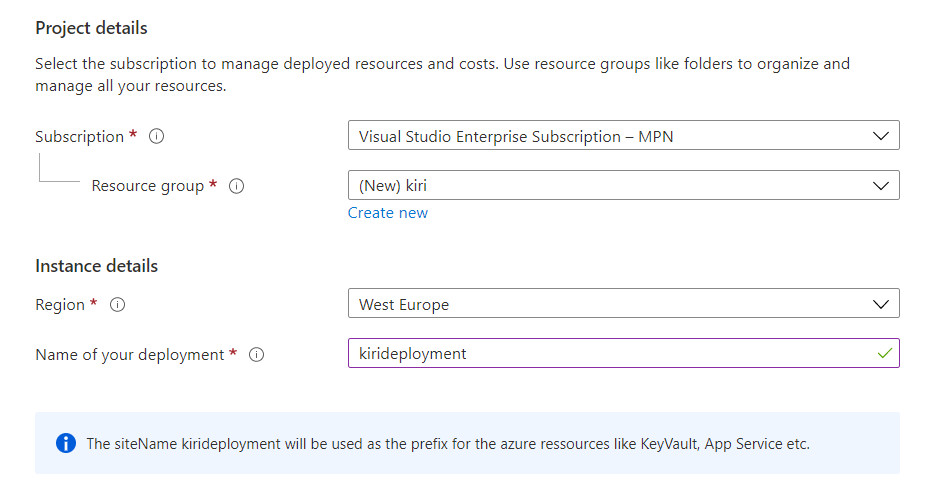 Project details
Select the subscription to manage deployed resources and costs. Use resource groups like folders to organize and
manage all your resources.
Subscription *
Visual Studio Enterprise Subscription – MPN
Resource group *
(New) kiri
Create new
Instance details
Region *
West Europe
Name of your deployment *
kirideployment
The siteName kirideployment will be used as the prefix for the azure ressources like KeyVault, App Service etc.